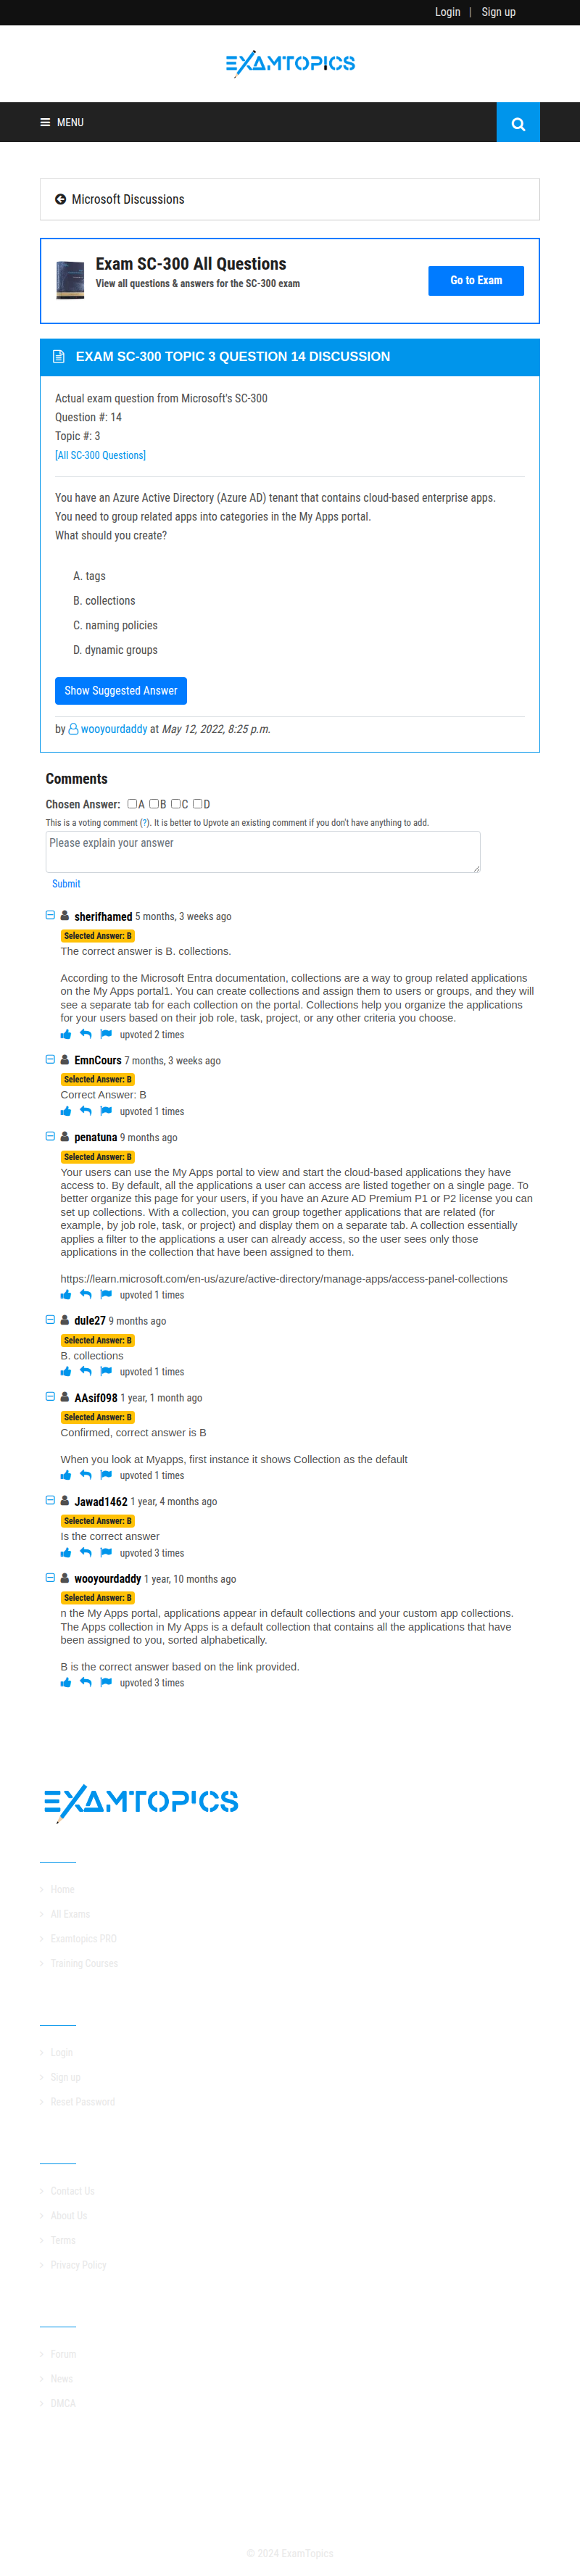 Login | Sign up
EXAMTOPICS
MENU
Microsoft Discussions
Exam SC-300 All Questions
View all questions & answers for the SC-300 exam
Go to Exam
EXAM SC-300 TOPIC 3 QUESTION 14 DISCUSSION
Actual exam question from Microsoft's SC-300
Question #: 14
Topic #: 3
[All SC-300 Questions]
You have an Azure Active Directory (Azure AD) tenant that contains cloud-based enterprise apps.
You need to group related apps into categories in the My Apps portal.
What should you create?
A. tags
B. collections
C. naming policies
D. dynamic groups
Show Suggested Answer
by wooyourdaddy at May 12, 2022, 8:25 p.m.
Comments
Chosen Answer: A B C D
This is a voting comment (?). It is better to Upvote an existing comment if you don't have anything to add.
Please explain your answer
Submit
sherifhamed 5 months, 3 weeks ago
Selected Answer: B
The correct answer is B. collections.
According to the Microsoft Entra documentation, collections are a way to group related applications
on the My Apps portal1. You can create collections and assign them to users or groups, and they will
see a separate tab for each collection on the portal. Collections help you organize the applications
for your users based on their job role, task, project, or any other criteria you choose.
upvoted 2 times
EmnCours 7 months, 3 weeks ago
Selected Answer: B
Correct Answer: B
upvoted 1 times
penatuna 9 months ago
Selected Answer: B
Your users can use the My Apps portal to view and start the cloud-based applications they have
access to. By default, all the applications a user can access are listed together on a single page. To
better organize this page for your users, if you have an Azure AD Premium P1 or P2 license you can
set up collections. With a collection, you can group together applications that are related (for
example, by job role, task, or project) and display them on a separate tab. A collection essentially
applies a filter to the applications a user can already access, so the user sees only those
applications in the collection that have been assigned to them.
https://learn.microsoft.com/en-us/azure/active-directory/manage-apps/access-panel-collections
upvoted 1 times
dule27 9 months ago
Selected Answer: B
B. collections
upvoted 1 times
AAsif098 1 year, 1 month ago
Selected Answer: B
Confirmed, correct answer is B
When you look at Myapps, first instance it shows Collection as the default
upvoted 1 times
Jawad1462 1 year, 4 months ago
Selected Answer: B
Is the correct answer
upvoted 3 times
wooyourdaddy 1 year, 10 months ago
Selected Answer: B
n the My Apps portal, applications appear in default collections and your custom app collections.
The Apps collection in My Apps is a default collection that contains all the applications that have
been assigned to you, sorted alphabetically.
B is the correct answer based on the link provided.
upvoted 3 times
EXAMTOPICS
Home
All Exams
Examtopics PRO
Training Courses
Login
Sign up
Reset Password
Contact Us
About Us
Terms
Privacy Policy
Forum
News
DMCA
© 2024 ExamTopics